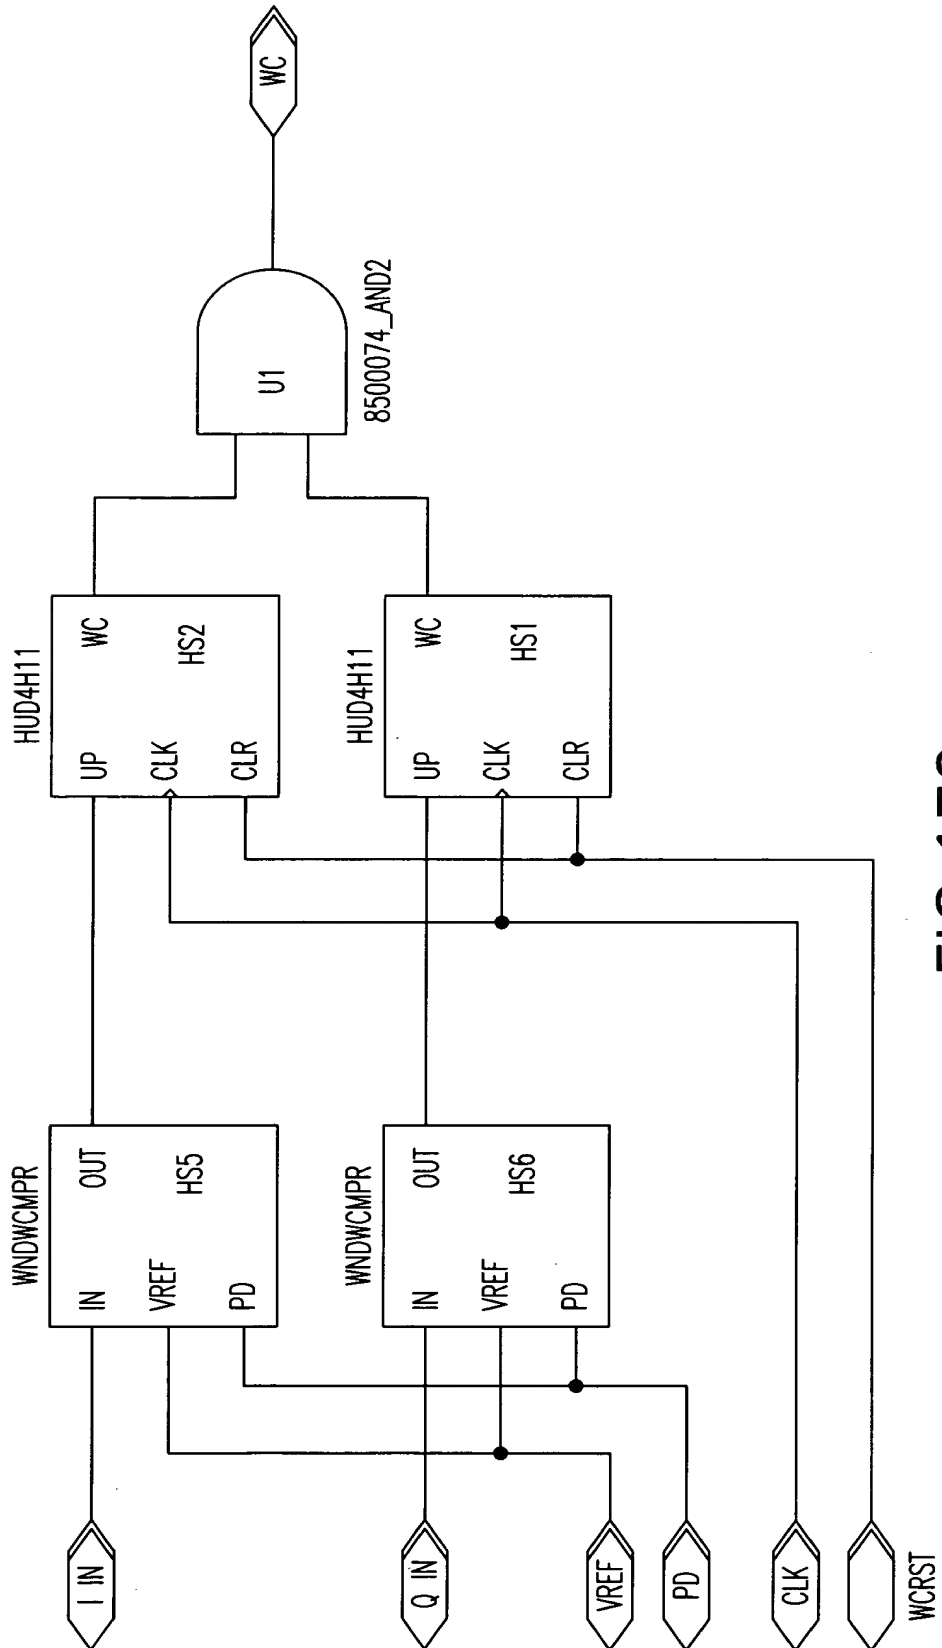 WC
8500074_AND2
U1
HUD4H11
UP
WC
CLK
HS2
CLR
HUD4H11
UP
WC
CLK
HS1
CLR
WNDWCMPR
IN
OUT
VREF
HS5
PD
WNDWCMPR
IN
OUT
VREF
HS6
PD
I IN
Q IN
VREF
PD
CLK
WCRST